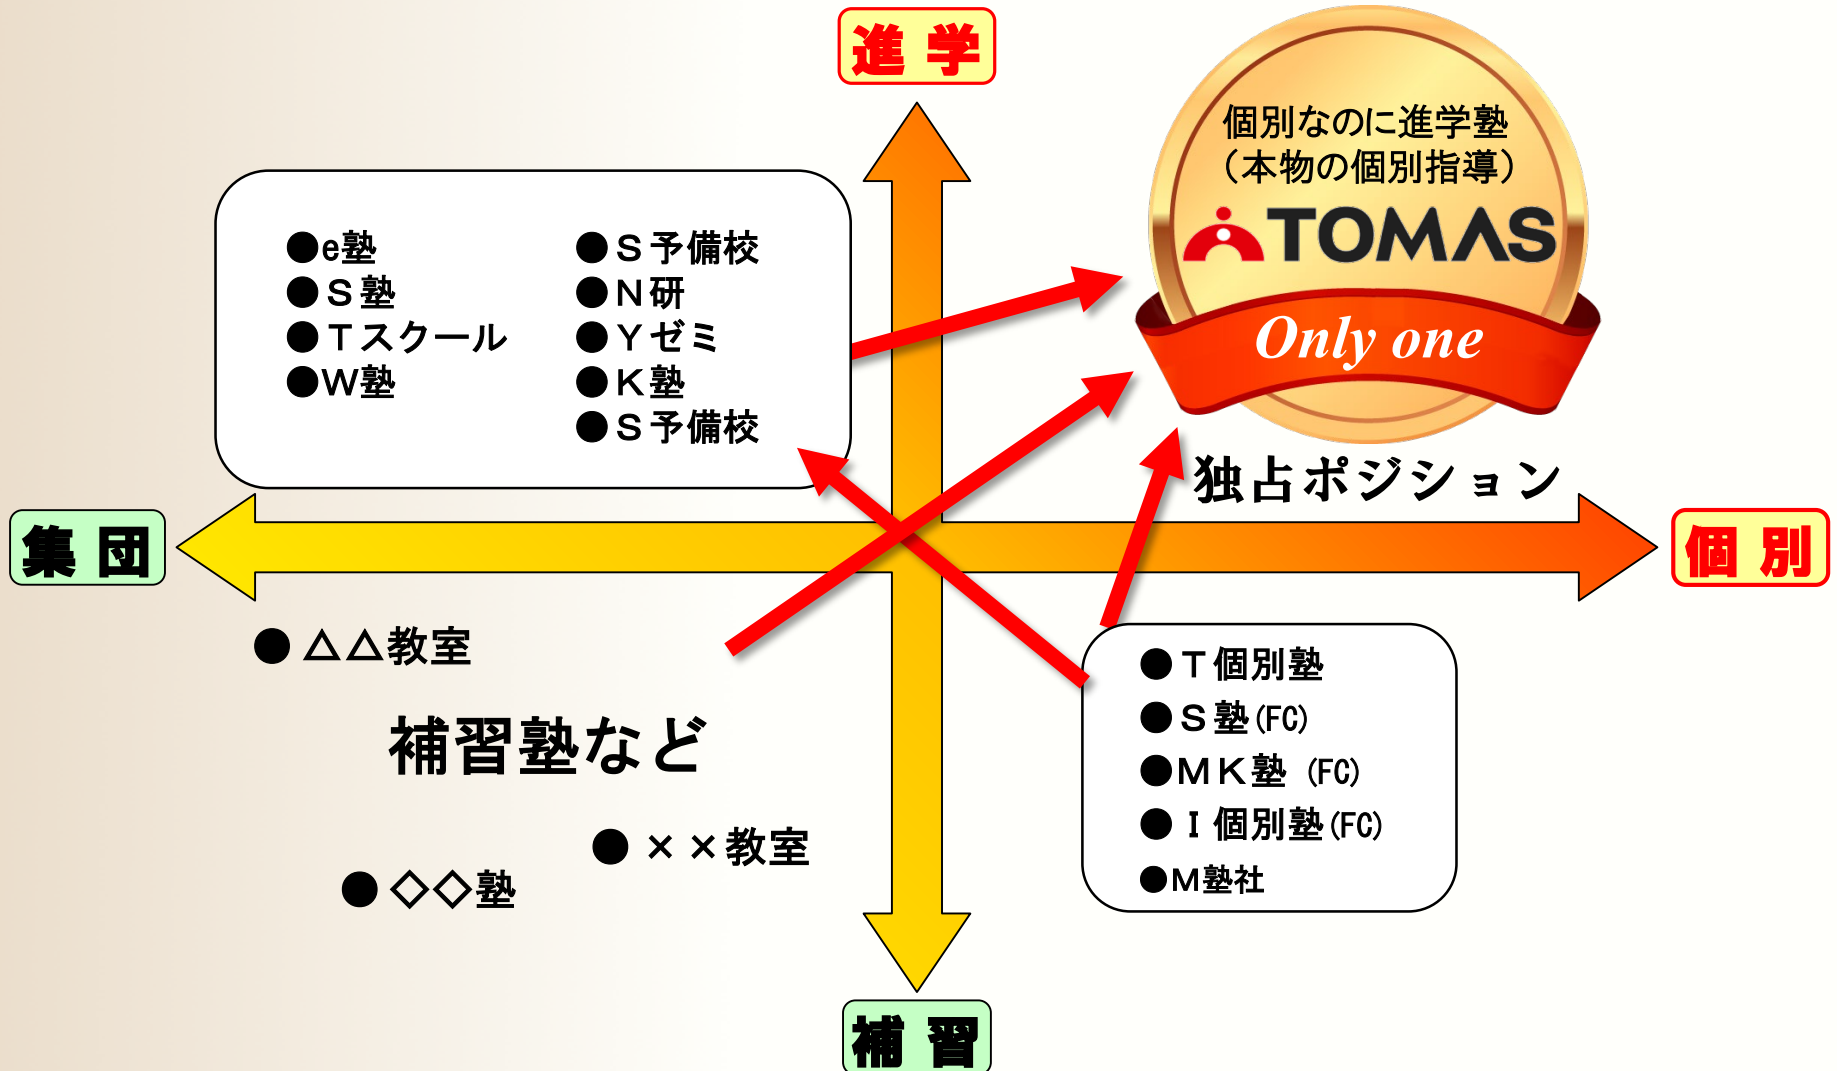 進 学
個別なのに進学塾
（本物の個別指導）
TOMAS
Only one
独占ポジション
●e塾
●Ｓ塾
●Ｔスクール
●W塾
●Ｓ予備校
●Ｎ研
●Ｙゼミ
●Ｋ塾
●Ｓ予備校
集 団
個 別
● △△教室
補習塾など
● ××教室
● ◇◇塾
●Ｔ個別塾
●Ｓ塾(FC)
●ＭＫ塾 (FC)
●Ｉ個別塾(FC)
●M塾社
補 習